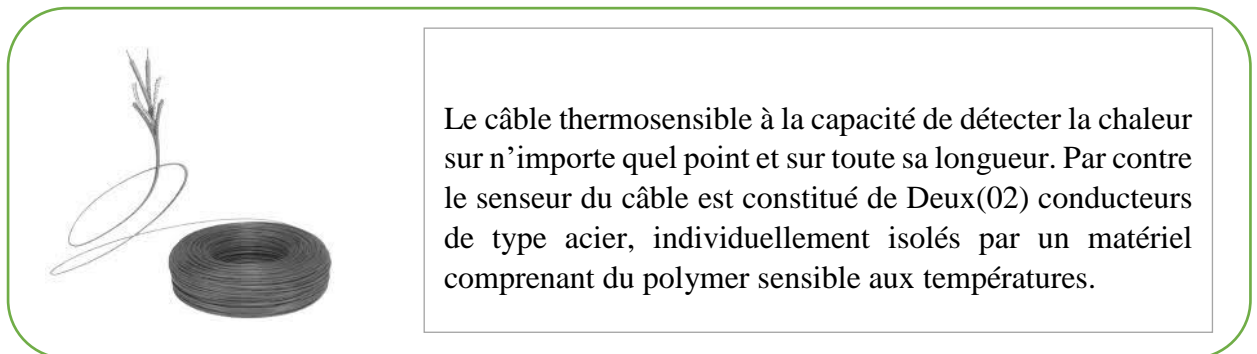 Le câble thermosensible à la capacité de détecter la chaleur
sur n’importe quel point et sur toute sa longueur. Par contre
le senseur du câble est constitué de Deux(02) conducteurs
de type acier, individuellement isolés par un matériel
comprenant du polymer sensible aux températures.